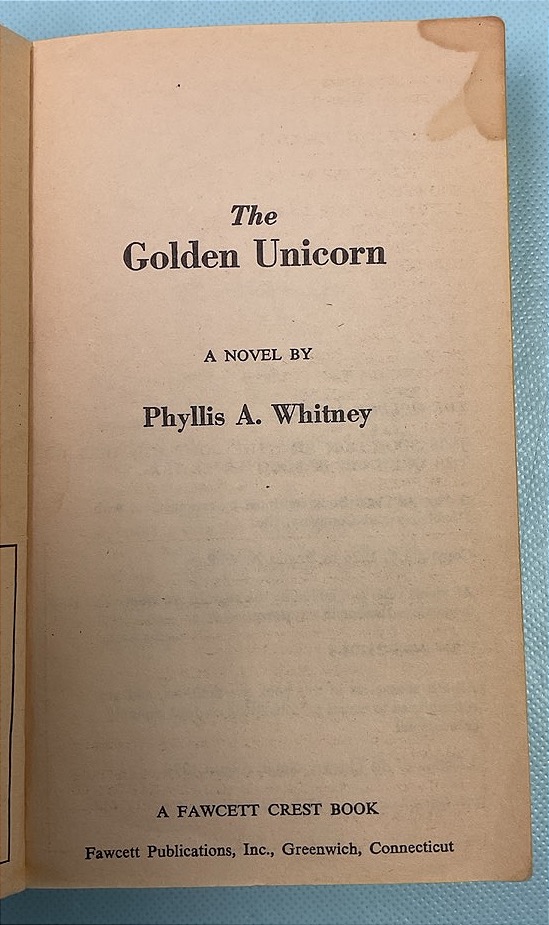 The
Golden Unicorn
A NOVEL BY
Phyllis A. Whitney
A FAWCETT CREST BOOK
Fawcett Publications, Inc., Greenwich, Connecticut